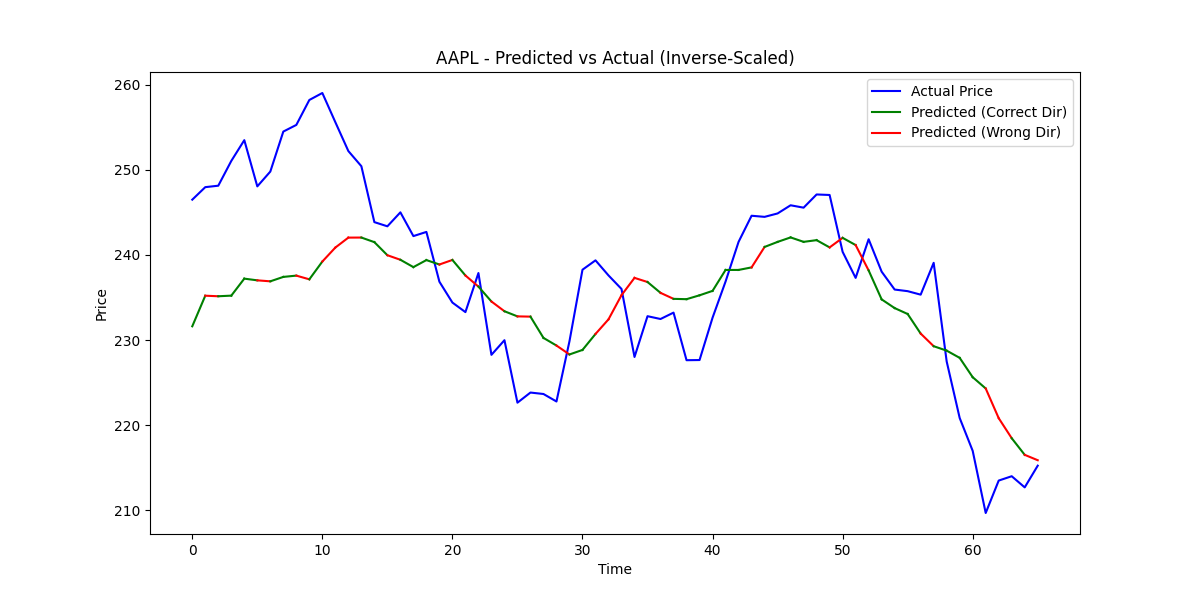 AAPL - Predicted vs Actual (Inverse-Scaled)
Actual Price
Predicted (Correct Dir)
Predicted (Wrong Dir)
Price
260
250
240
230
220
210
0 10 20 30 40 50 60
Time